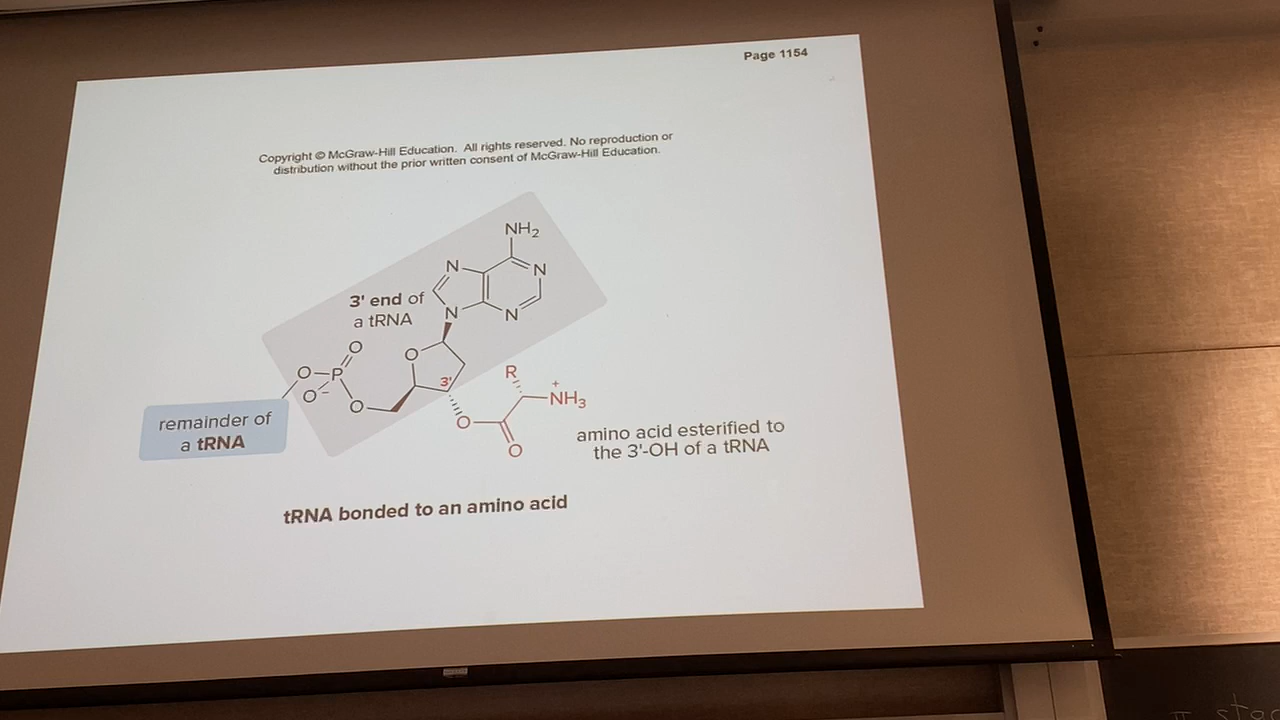 Page 1154
Copyright © McGraw-Hill Education. All rights reserved. No reproduction or
distribution without the prior written consent of McGraw-Hill Education.
NH2
N
N
3' end of
a tRNA
N
N
O
O
O
P
3'
R
+
NH3
O−
O
O
O
remainder of
a tRNA
amino acid esterified to
the 3'-OH of a tRNA
tRNA bonded to an amino acid